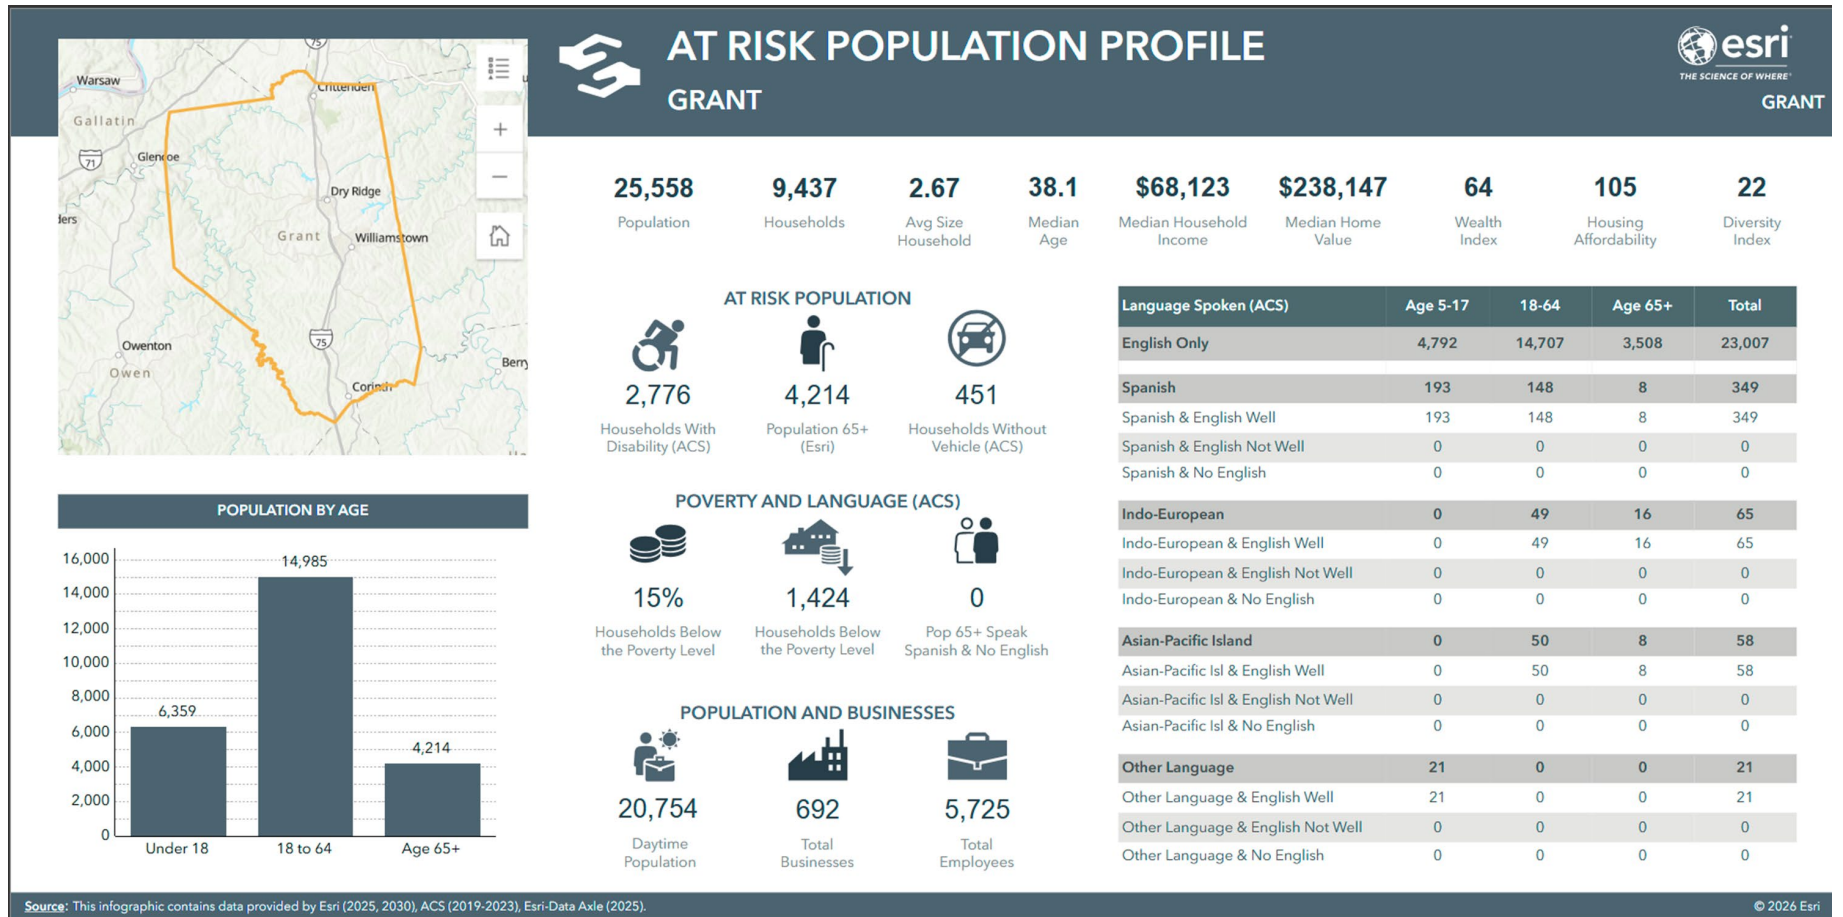 AT RISK POPULATION PROFILE
GRANT
esri
THE SCIENCE OF WHERE
GRANT
75
Warsaw
Crittenden
Gallatin
71
Glencoe
Dry Ridge
ders
Grant
Williamstown
75
Owenton
Owen
Berry
Corinth
POPULATION BY AGE
16,000
14,000
12,000
10,000
8,000
6,000
4,000
2,000
0
6,359
14,985
4,214
Under 18
18 to 64
Age 65+
25,558
Population
9,437
Households
2.67
Avg Size
Household
38.1
Median
Age
$68,123
Median Household
Income
$238,147
Median Home
Value
64
Wealth
Index
105
Housing
Affordability
22
Diversity
Index
AT RISK POPULATION
2,776
Households With
Disability (ACS)
4,214
Population 65+
(Esri)
451
Households Without
Vehicle (ACS)
POVERTY AND LANGUAGE (ACS)
15%
Households Below
the Poverty Level
1,424
Households Below
the Poverty Level
0
Pop 65+ Speak
Spanish & No English
POPULATION AND BUSINESSES
20,754
Daytime
Population
692
Total
Businesses
5,725
Total
Employees
Language Spoken (ACS) Age 5-17 18-64 Age 65+ Total
English Only 4,792 14,707 3,508 23,007
Spanish 193 148 8 349
Spanish & English Well 193 148 8 349
Spanish & English Not Well 0 0 0 0
Spanish & No English 0 0 0 0
Indo-European 0 49 16 65
Indo-European & English Well 0 49 16 65
Indo-European & English Not Well 0 0 0 0
Indo-European & No English 0 0 0 0
Asian-Pacific Island 0 50 8 58
Asian-Pacific Isl & English Well 0 50 8 58
Asian-Pacific Isl & English Not Well 0 0 0 0
Asian-Pacific Isl & No English 0 0 0 0
Other Language 21 0 0 21
Other Language & English Well 21 0 0 21
Other Language & English Not Well 0 0 0 0
Other Language & No English 0 0 0 0
Source: This infographic contains data provided by Esri (2025, 2030), ACS (2019-2023), Esri-Data Axle (2025).
© 2026 Esri